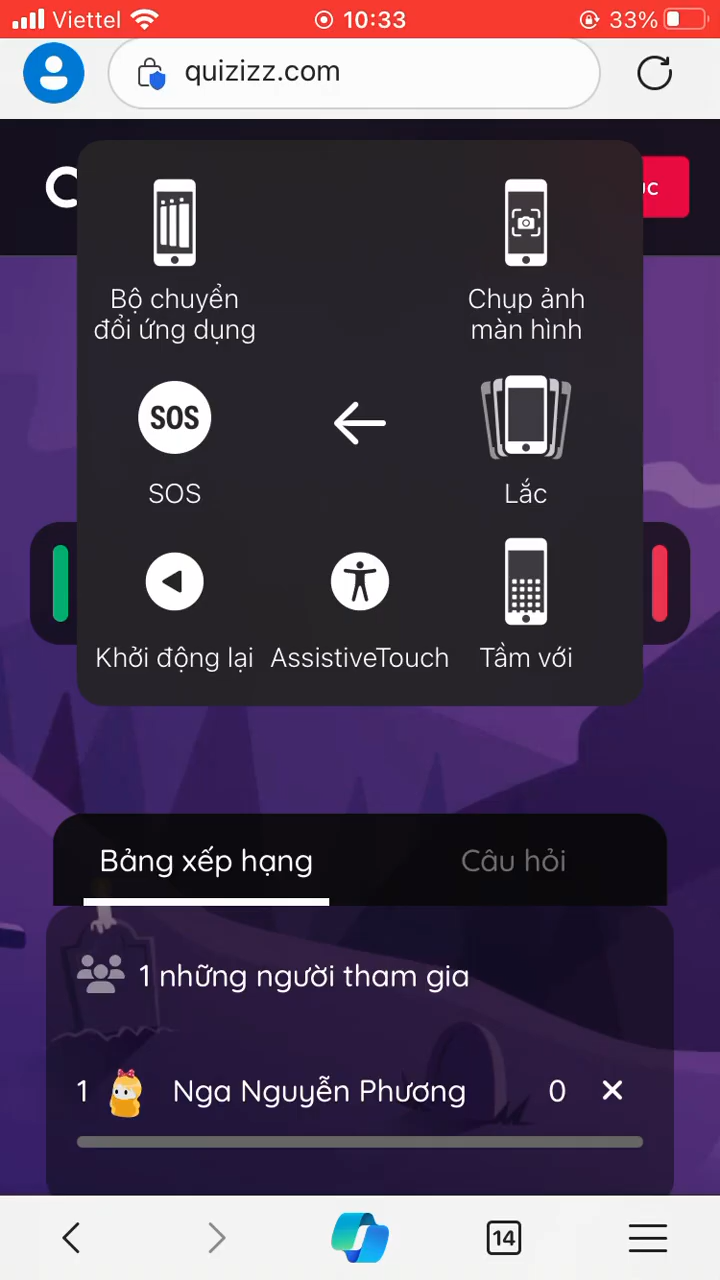 Viettel 10:33 33%
quizizz.com
Bộ chuyển
đổi ứng dụng
Chụp ảnh
màn hình
SOS
SOS
Lắc
Khởi động lại
AssistiveTouch
Tầm với
Bảng xếp hạng
Câu hỏi
1 những người tham gia
1 Nga Nguyễn Phương 0
14